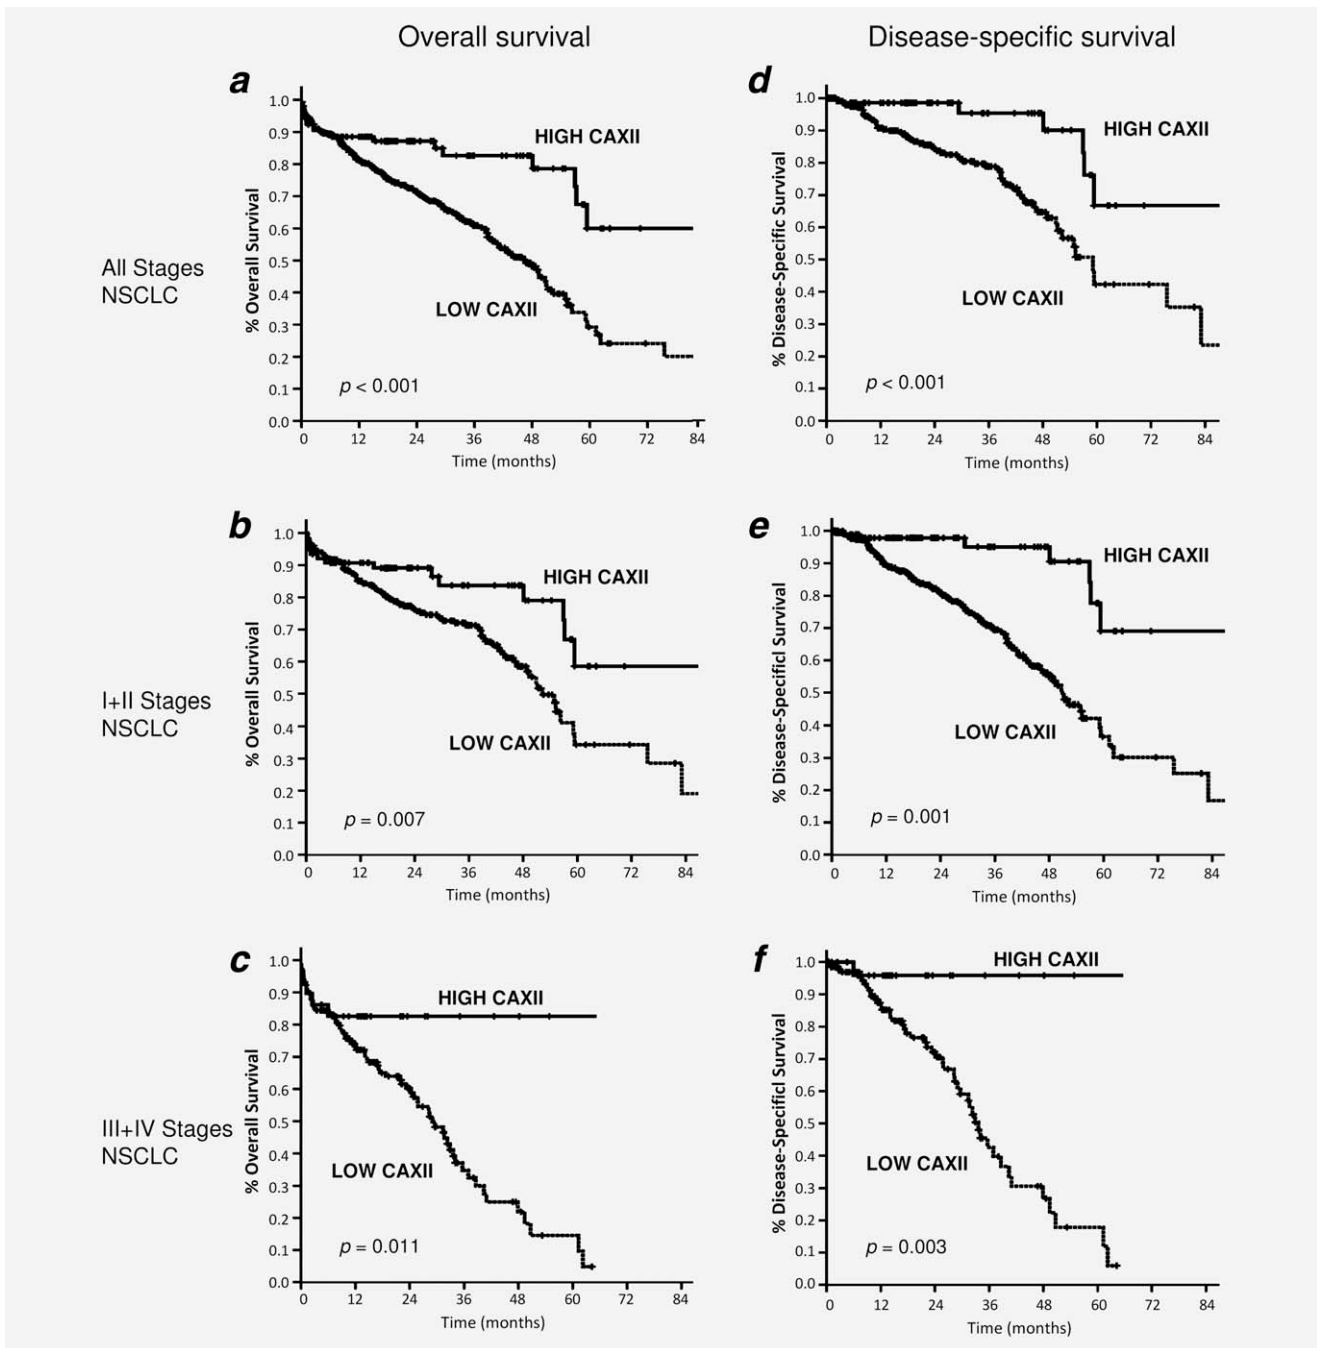 Overall survival
Disease-specific survival
a
1.0
0.9
0.8
0.7
0.6
0.5
0.4
0.3
0.2
0.1
0.0
% Overall Survival
HIGH CAXII
LOW CAXII
p < 0.001
0 12 24 36 48 60 72 84
Time (months)
All Stages
NSCLC
d
1.0
0.9
0.8
0.7
0.6
0.5
0.4
0.3
0.2
0.1
0.0
% Disease-Specific Survival
HIGH CAXII
LOW CAXII
p < 0.001
0 12 24 36 48 60 72 84
Time (months)
b
1.0
0.9
0.8
0.7
0.6
0.5
0.4
0.3
0.2
0.1
0.0
% Overall Survival
HIGH CAXII
LOW CAXII
p = 0.007
0 12 24 36 48 60 72 84
Time (months)
I+II Stages
NSCLC
e
1.0
0.9
0.8
0.7
0.6
0.5
0.4
0.3
0.2
0.1
0.0
% Disease-Specificl Survival
HIGH CAXII
LOW CAXII
p = 0.001
0 12 24 36 48 60 72 84
Time (months)
c
1.0
0.9
0.8
0.7
0.6
0.5
0.4
0.3
0.2
0.1
0.0
% Overall Survival
HIGH CAXII
LOW CAXII
p = 0.011
0 12 24 36 48 60 72 84
Time (months)
III+IV Stages
NSCLC
f
1.0
0.9
0.8
0.7
0.6
0.5
0.4
0.3
0.2
0.1
0.0
% Disease-Specificl Survival
HIGH CAXII
LOW CAXII
p = 0.003
0 12 24 36 48 60 72 84
Time (months)